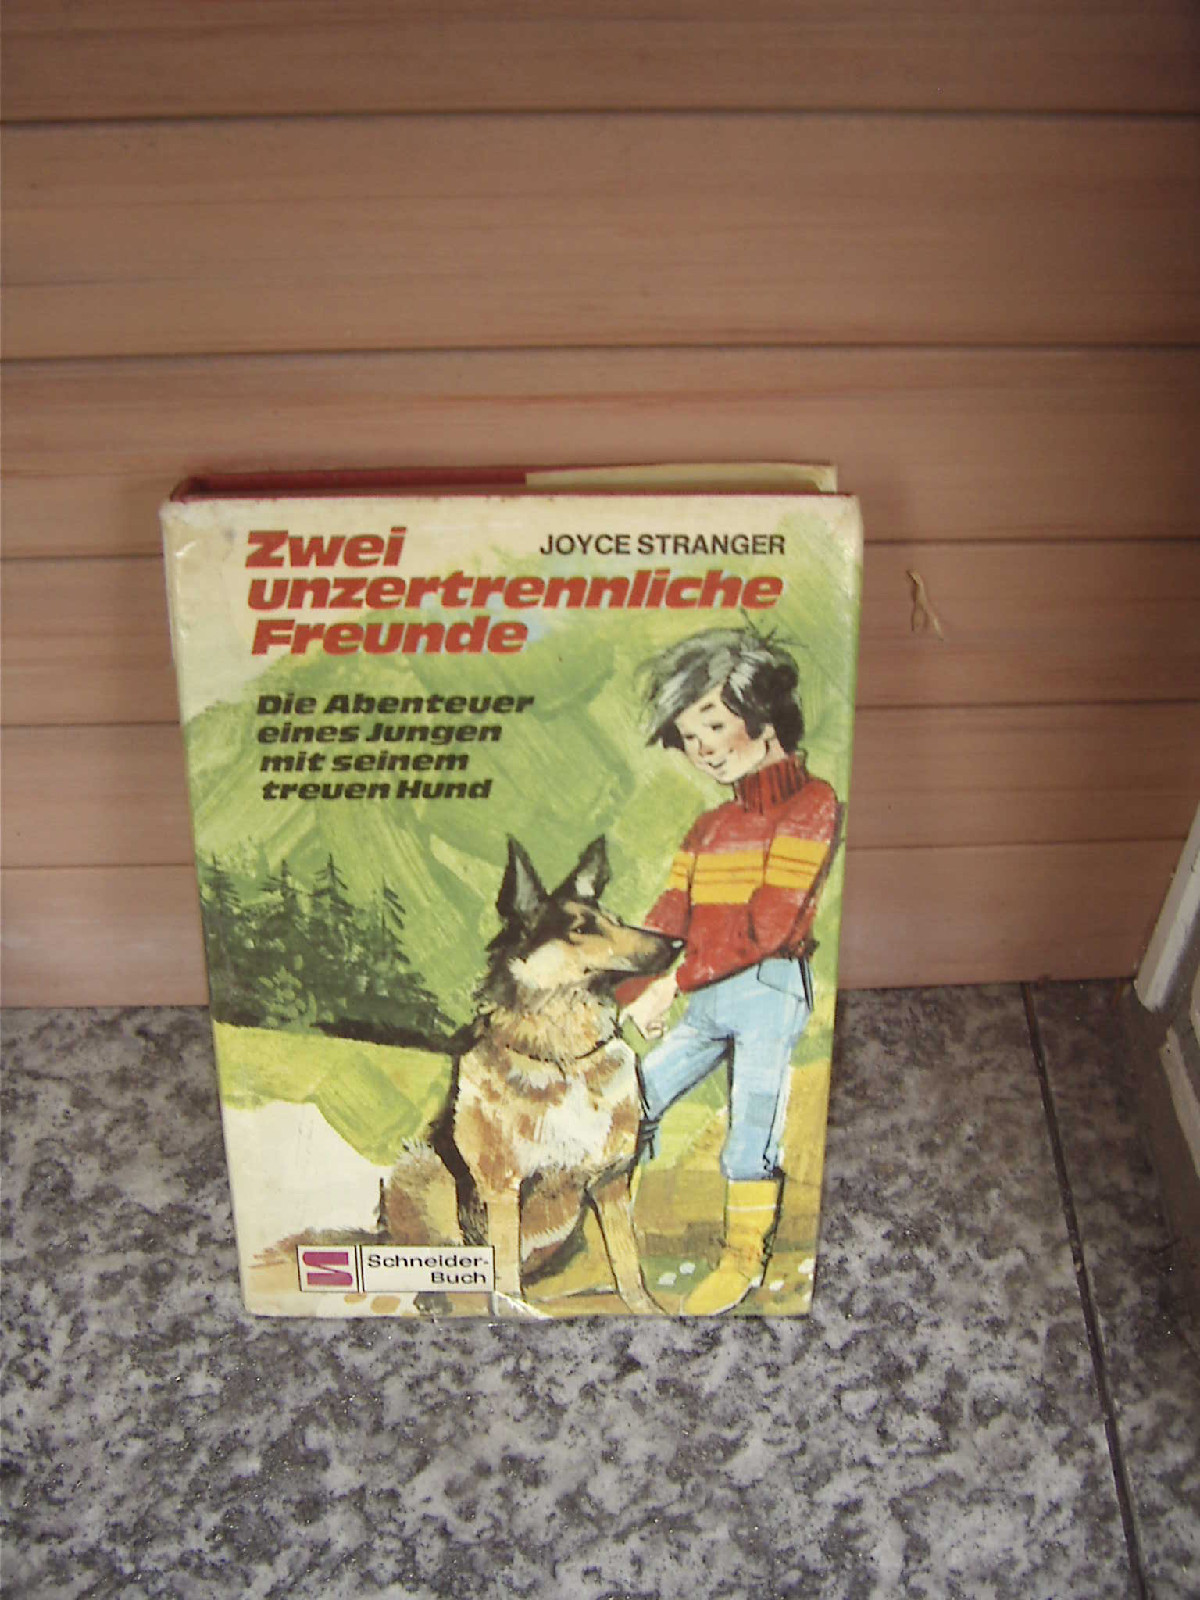 Zwei
JOYCE STRANGER
unzertrennliche
Freunde
Die Abenteuer
eines Jungen
mit seinem
treuen Hund
Schneider-
Buch